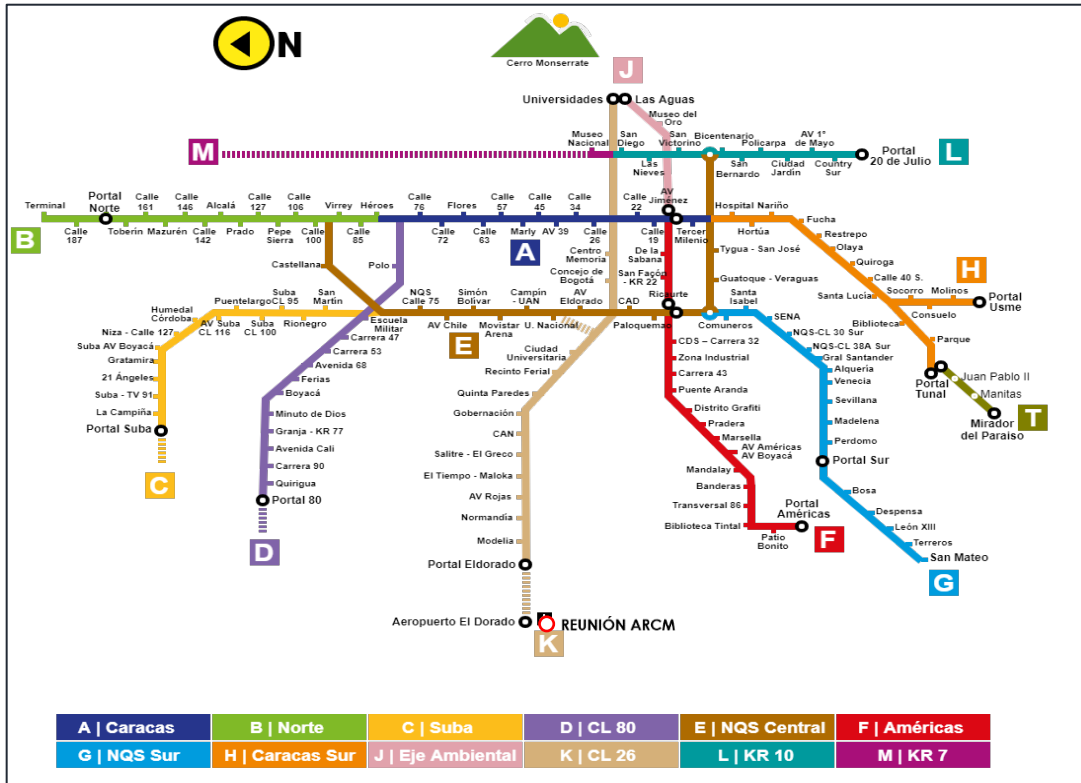 N
Cerro Monserrate
J
Universidades
Las Aguas
Museo del
Oro
M
Museo
Nacional
San
Diego
San
Victorino
Bicentenario
Policarpa
AV 1°
de Mayo
Portal
20 de Julio
L
Las
Nieves
San
Bernardo
Ciudad
Jardín
Country
Sur
Terminal
Portal
Norte
Calle
161
Calle
146
Alcalá
Calle
127
Calle
106
Virrey
Héroes
Calle
76
Flores
Calle
57
Calle
45
Calle
34
Calle
22
AV
Jiménez
Hospital
Nariño
B
Calle
187
Toberín
Mazurén
Calle
142
Prado
Pepe
Sierra
Calle
100
Calle
85
Calle
72
Calle
63
Marly
AV 39
Calle
26
Calle
19
Tercer
Milenio
Hortúa
A
Fucha
Restrepo
Olaya
Quiroga
Calle 40 S.
Santa Lucia
Socorro
Molinos
H
Portal
Usme
Consuelo
Biblioteca
Parque
Portal
Tunal
Juan Pablo II
Manitas
Mirador
del Paraiso
T
Castellana
Polo
Centro
Memoria
Concejo de
Bogotá
De la
Sabana
San Façóp
- KR 22
Tygua - San José
Guatoque - Veraguas
Ricaurte
Santa
Isabel
Humedal
Córdoba
Puentelargo
Suba
CL 95
San
Martín
NQS
Calle 75
Simón
Bolívar
Campín
- UAN
AV
Eldorado
CAD
AV Suba
CL 116
Suba
CL 100
Rionegro
Escuela
Militar
AV Chile
E
Movistar
Arena
U. Nacional
Paloquemao
Comuneros
SENA
NQS-CL 30 Sur
NQS-CL 38A Sur
Gral Santander
Alquería
Venecia
Sevillana
Madelena
Perdomo
Portal Sur
Bosa
Despensa
León XIII
Terreros
San Mateo
G
Niza - Calle 127
Suba AV Boyacá
Gratamira
21 Ángeles
Suba - TV 91
La Campiña
Portal Suba
C
Carrera 47
Carrera 53
Avenida 68
Ferias
Boyacá
Minuto de Dios
Granja - KR 77
Avenida Cali
Carrera 90
Quirigua
Portal 80
D
Ciudad
Universitaria
Recinto Ferial
Quinta Paredes
Gobernación
CAN
Salitre - El Greco
El Tiempo - Maloka
AV Rojas
Normandía
Modelia
Portal Eldorado
Aeropuerto El Dorado
REUNIÓN ARCM
K
CDS – Carrera 32
Zona Industrial
Carrera 43
Puente Aranda
Distrito Grafiti
Pradera
Marsella
AV Américas
AV Boyacá
Mandalay
Banderas
Transversal 86
Biblioteca Tintal
Patio
Bonito
Portal
Américas
F
A | Caracas
B | Norte
C | Suba
D | CL 80
E | NQS Central
F | Américas
G | NQS Sur
H | Caracas Sur
J | Eje Ambiental
K | CL 26
L | KR 10
M | KR 7